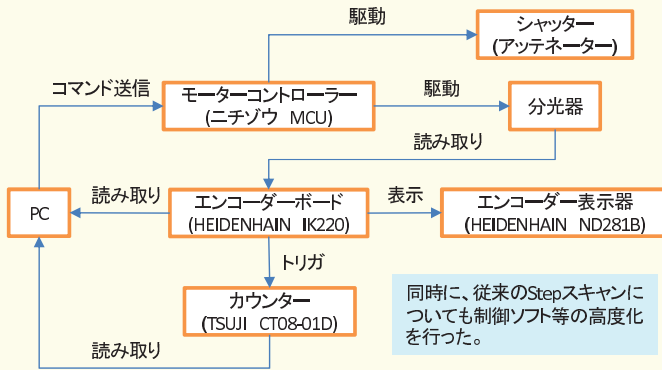 駆動
シャッター
(アッテネーター)
コマンド送信
モーターコントローラー
(ニチゾウ MCU)
駆動
分光器
読み取り
PC
読み取り
エンコーダーボード
(HEIDENHAIN IK220)
表示
エンコーダー表示器
(HEIDENHAIN ND281B)
トリガ
カウンター
(TSUJI CT08-01D)
読み取り
同時に、従来のStepスキャンに
ついても制御ソフト等の高度化
を行った。